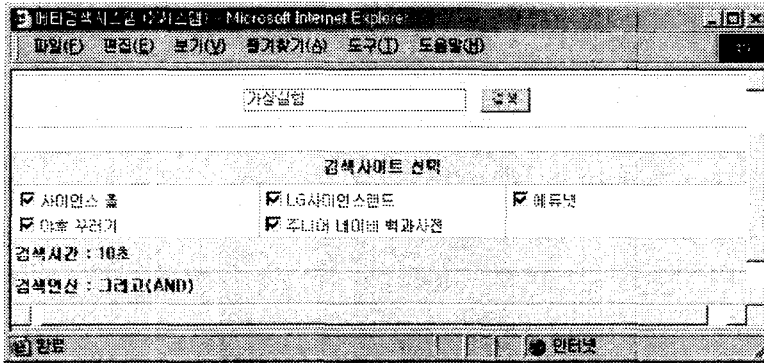 메타검색시스템 - Microsoft Internet Explorer
파일(F) 편집(E) 보기(V) 즐겨찾기(A) 도구(T) 도움말(H)
가상실험 검색
검색사이트 선택
사이언스 홀 LG사이언스랜드 에듀넷
야후 꾸러기 주니어 네이버 백과사전
검색시간 : 10초
검색연산 : 그리고(AND)
완료 인터넷